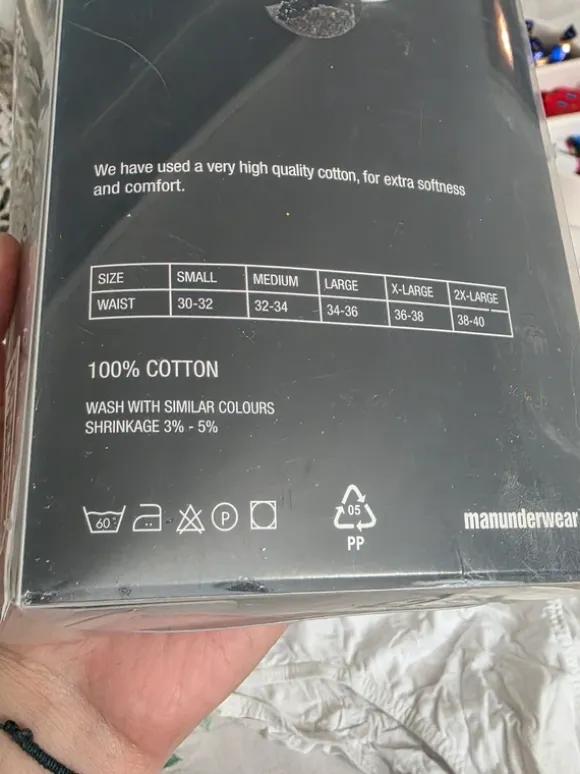 We have used a very high quality cotton, for extra softness
and comfort.
SIZE SMALL MEDIUM LARGE X-LARGE 2X-LARGE
WAIST 30-32 32-34 34-36 36-38 38-40
100% COTTON
WASH WITH SIMILAR COLOURS
SHRINKAGE 3% - 5%
60° P 05
PP
manunderwear